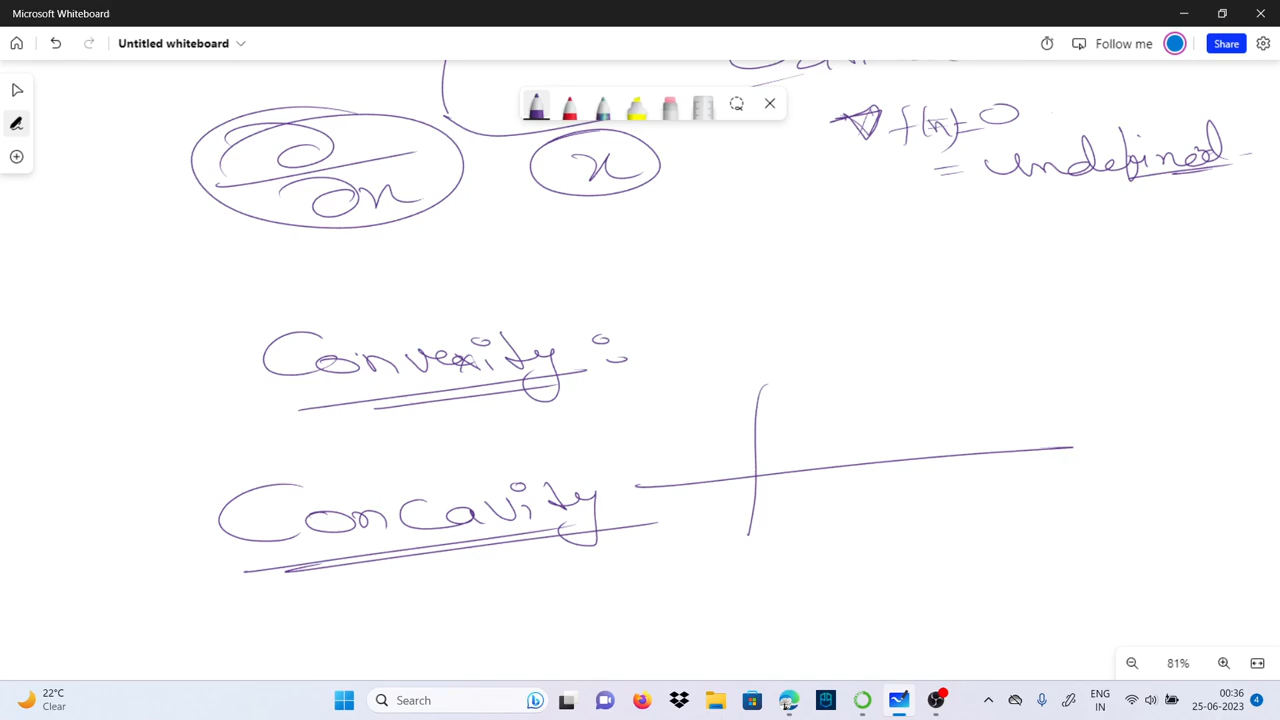 Microsoft Whiteboard
Untitled whiteboard
Follow me
Share
∇ f(x)=0
= undefined
∂
∂x
x
Convexity :
Concavity
81%
22°C
Clear
Search
ENG
IN
00:36
25-06-2023
4